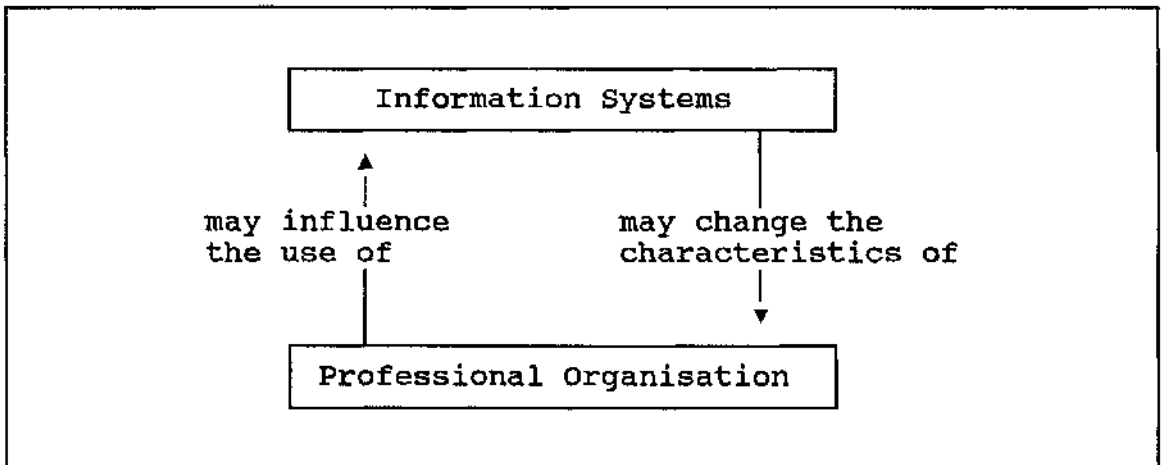 Information Systems
may influence
the use of
may change the
characteristics of
Professional Organisation